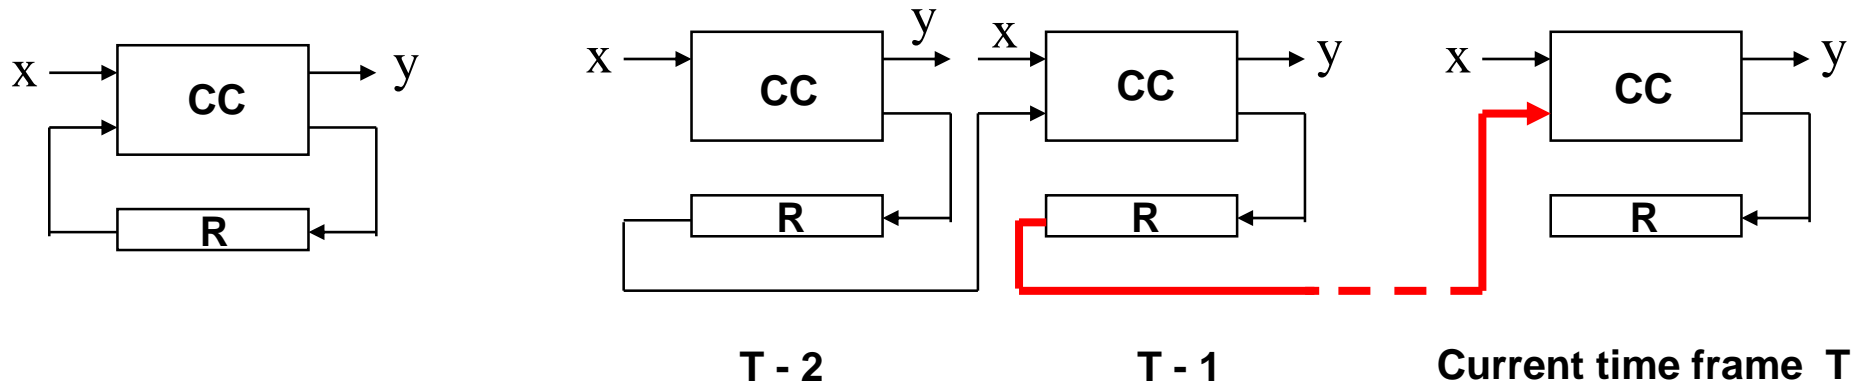 x CC y
R
x CC y
R
T - 2
x CC y
R
T - 1
x CC y
R
Current time frame T